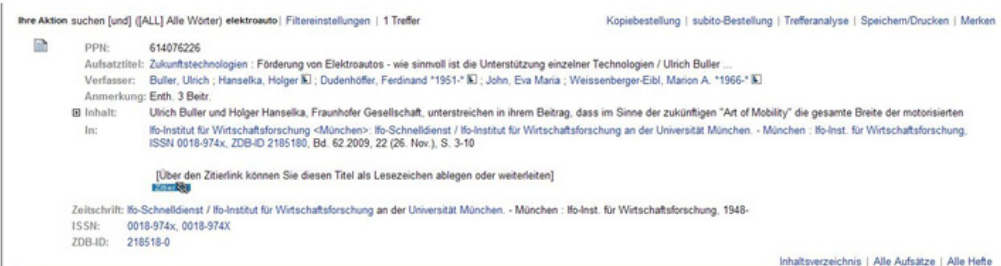 Ihre Aktion suchen [und] ([ALL] Alle Wörter) elektroauto| Filtereinstellungen | 1 Treffer Kopiebestellung | subito-Bestellung | Trefferanalyse | Speichern/Drucken | Merken
PPN: 614076226
Aufsatztitel: Zukunftstechnologien : Förderung von Elektroautos - wie sinnvoll ist die Unterstützung einzelner Technologien / Ulrich Buller ...
Verfasser: Buller, Ulrich ; Hanselka, Holger ; Dudenhöffer, Ferdinand *1951-* ; John, Eva Maria ; Weissenberger-Eibl, Marion A. *1966-*
Anmerkung: Enth. 3 Beitr.
Inhalt: Ulrich Buller und Holger Hanselka, Fraunhofer Gesellschaft, unterstreichen in ihrem Beitrag, dass im Sinne der zukünftigen "Art of Mobility" die gesamte Breite der motorisierten
In: Ifo-Institut für Wirtschaftsforschung <München>: Ifo-Schnelldienst / Ifo-Institut für Wirtschaftsforschung an der Universität München. - München : Ifo-Inst. für Wirtschaftsforschung,
ISSN 0018-974x, ZDB-ID 2185180, Bd. 62.2009, 22 (26. Nov.), S. 3-10
[Über den Zitierlink können Sie diesen Titel als Lesezeichen ablegen oder weiterleiten]
Zeitschrift: Ifo-Schnelldienst / Ifo-Institut für Wirtschaftsforschung an der Universität München. - München : Ifo-Inst. für Wirtschaftsforschung, 1948-
ISSN: 0018-974x, 0018-974X
ZDB-ID: 218518-0
Inhaltsverzeichnis | Alle Aufsätze | Alle Hefte